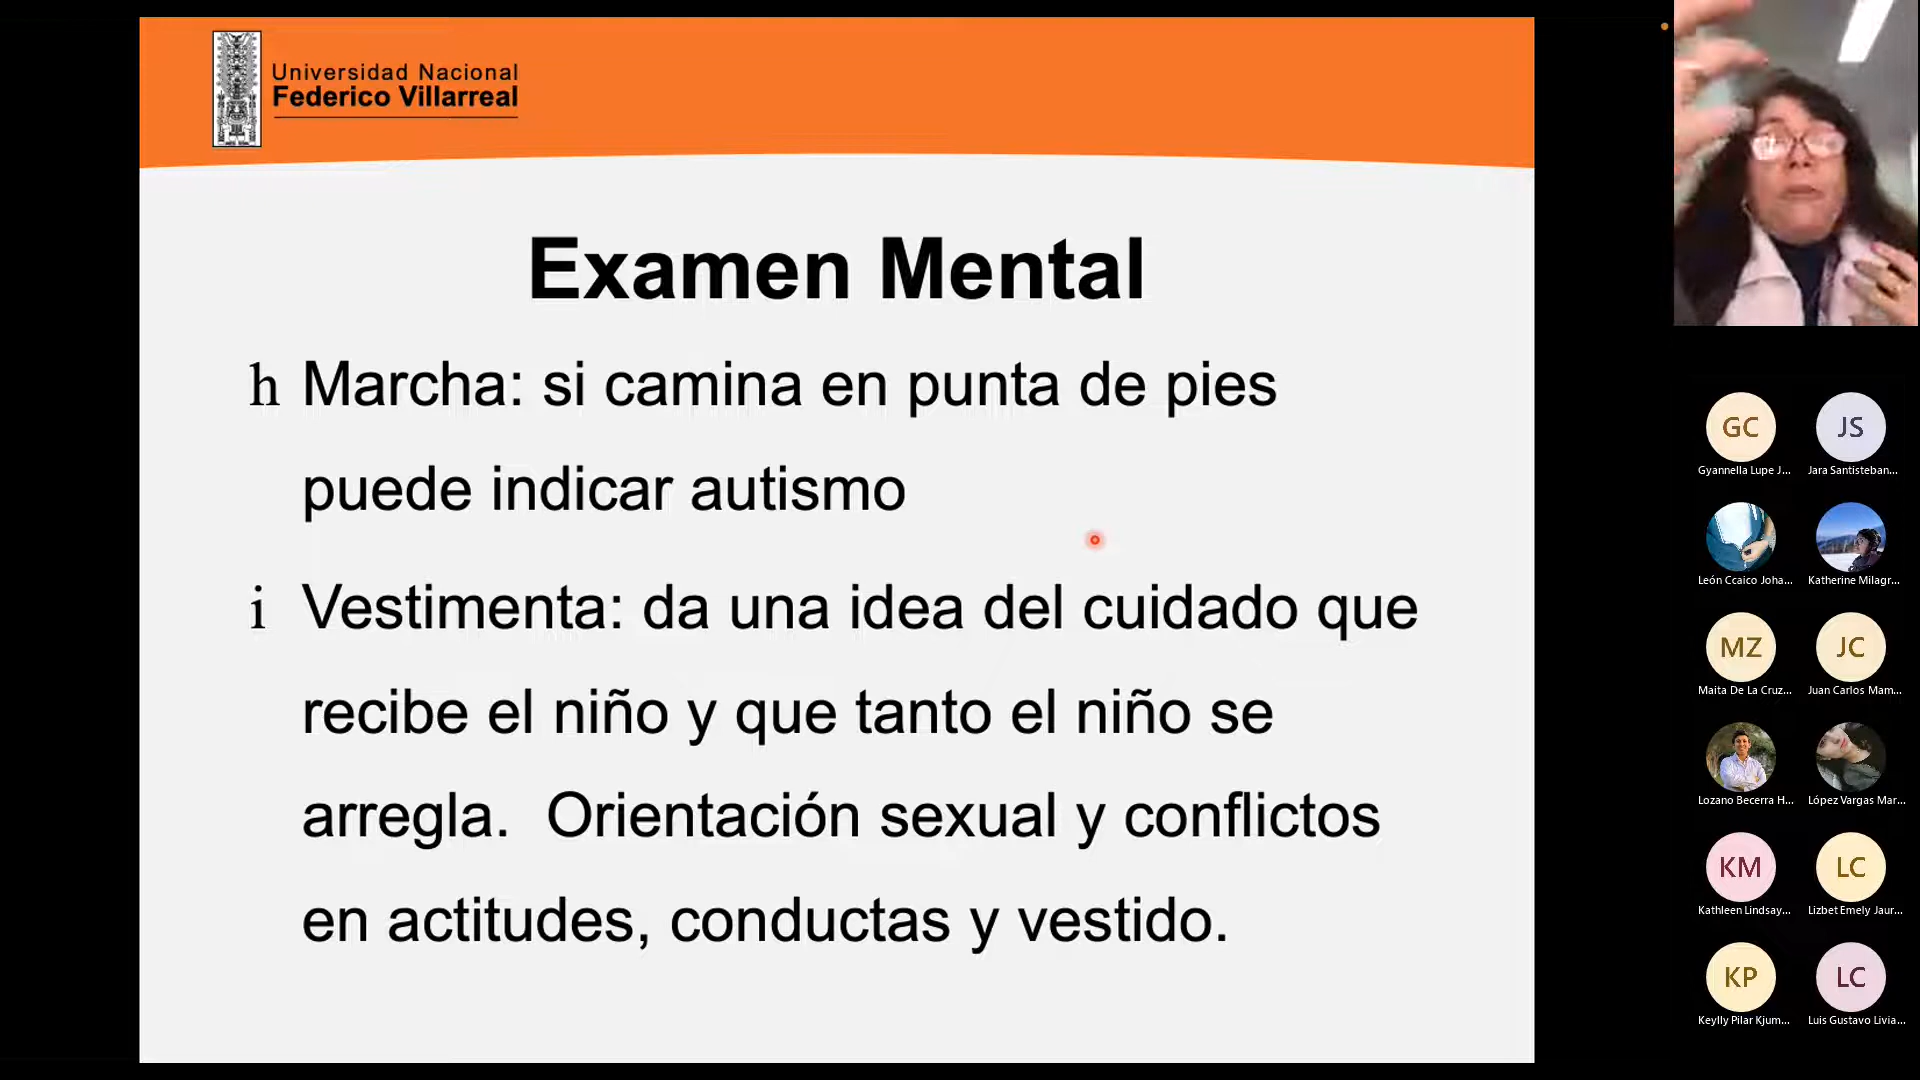 Universidad Nacional
Federico Villarreal
Examen Mental
h Marcha: si camina en punta de pies
puede indicar autismo
i Vestimenta: da una idea del cuidado que
recibe el niño y que tanto el niño se
arregla. Orientación sexual y conflictos
en actitudes, conductas y vestido.
GC JS
Gyannella Lupe J... Jara Santisteban...
León Ccaico Joha... Katherine Milagr...
MZ JC
Maita De La Cruz... Juan Carlos Mam...
Lozano Becerra H... López Vargas Mar...
KM LC
Kathleen Lindsay... Lizbet Emely Jaur...
KP LC
Keylly Pilar Kjum... Luis Gustavo Livia...